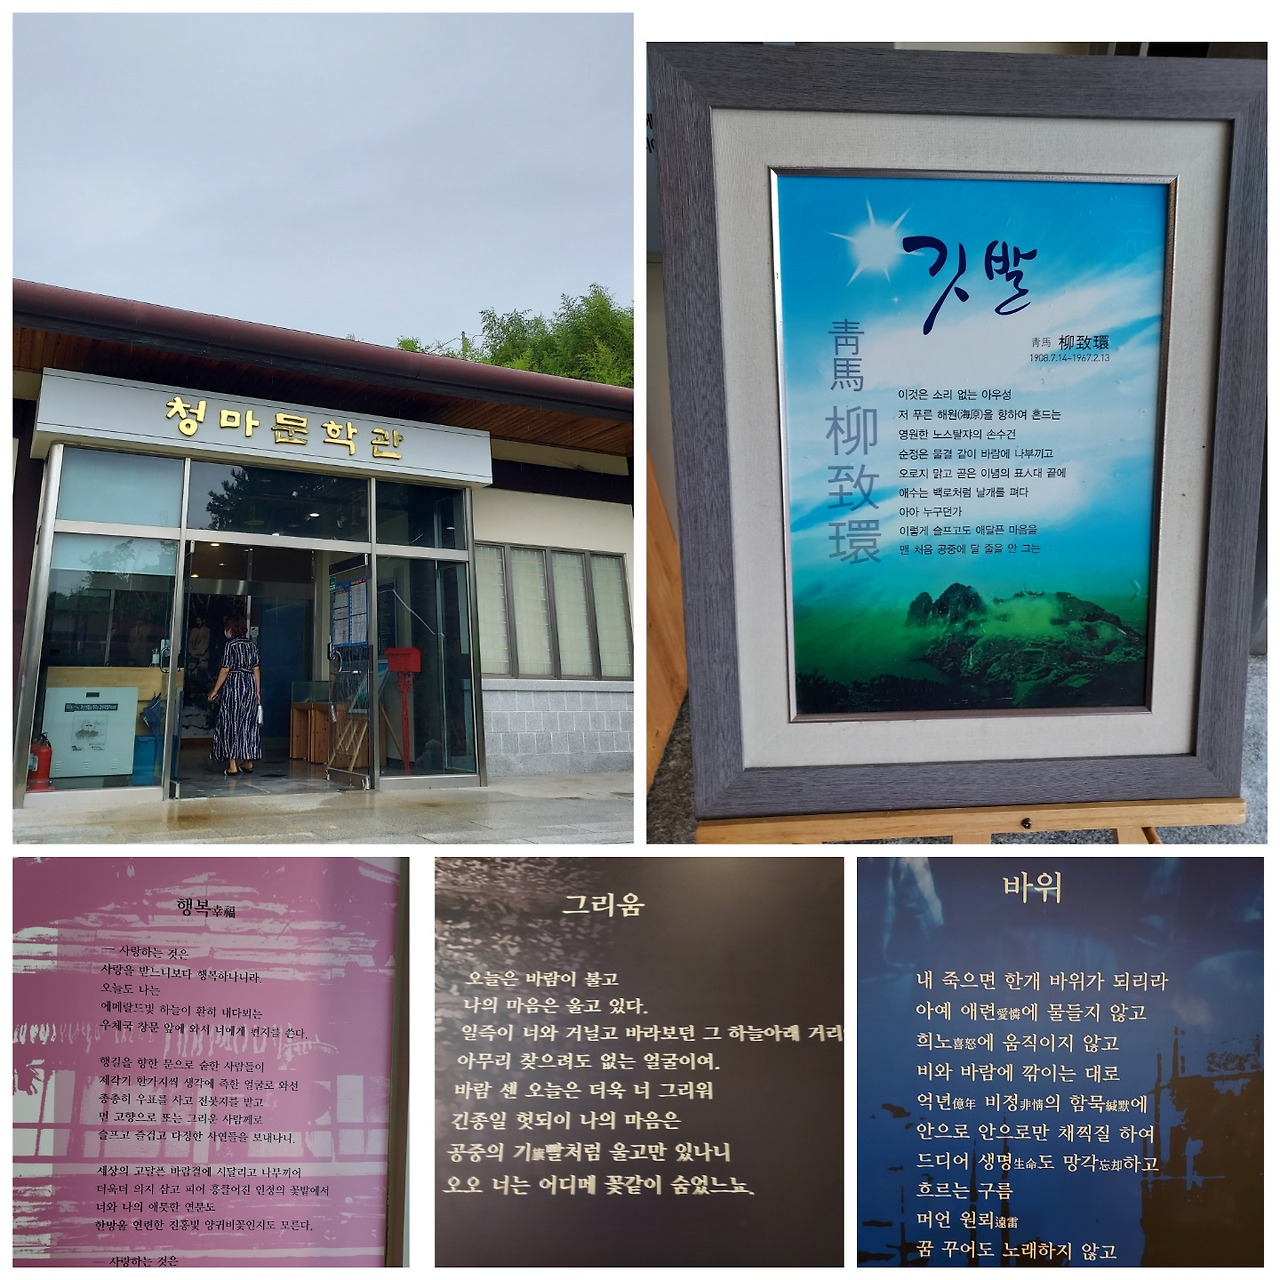 청마문학관
깃발
靑馬 柳致環
1908.7.14~1967.2.13
靑馬 柳致環
이것은 소리 없는 아우성
저 푸른 해원(海原)을 향하여 흔드는
영원한 노스탈쟈의 손수건
순정은 물결 같이 바람에 나부끼고
오로지 맑고 곧은 이념의 표시대 끝에
애수는 백로처럼 날개를 펴다
아아 누구던가
이렇게 슬프고도 애달픈 마음을
맨 처음 공중에 달 줄을 안 그는
행복幸福
— 사랑하는 것은
사랑을 받느니보다 행복하나니라.
오늘도 나는
에메랄드빛 하늘이 환히 내다뵈는
우체국 창문 앞에 와서 너에게 편지를 쓴다.
행길을 향한 문으로 숱한 사람들이
제각기 한가지씩 생각에 족한 얼굴로 와선
총총히 우표를 사고 전봇지를 받고
먼 고향으로 또는 그리운 사람께로
슬프고 즐겁고 다정한 사연들을 보내나니.
세상의 고달픈 바람결에 시달리고 나부끼어
더욱더 의지 삼고 피어 흥클어진 인정의 꽃밭에서
너와 나의 애틋한 연분도
한방울 연련한 진홍빛 양귀비꽃인지도 모른다.
— 사랑하는 것은
그리움
오늘은 바람이 불고
나의 마음은 울고 있다.
일즉이 너와 거닐고 바라보던 그 하늘아래 거리
아무리 찾으려도 없는 얼굴이여.
바람 센 오늘은 더욱 너 그리워
긴종일 헛되이 나의 마음은
공중의 기旗빨처럼 울고만 있나니
오오 너는 어디메 꽃같이 숨었느뇨.
바위
내 죽으면 한개 바위가 되리라
아예 애련愛憐에 물들지 않고
희노喜怒에 움직이지 않고
비와 바람에 깎이는 대로
억년億年 비정非情의 함묵緘默에
안으로 안으로만 채찍질 하여
드디어 생명生命도 망각忘却하고
흐르는 구름
머언 원뢰遠雷
꿈 꾸어도 노래하지 않고